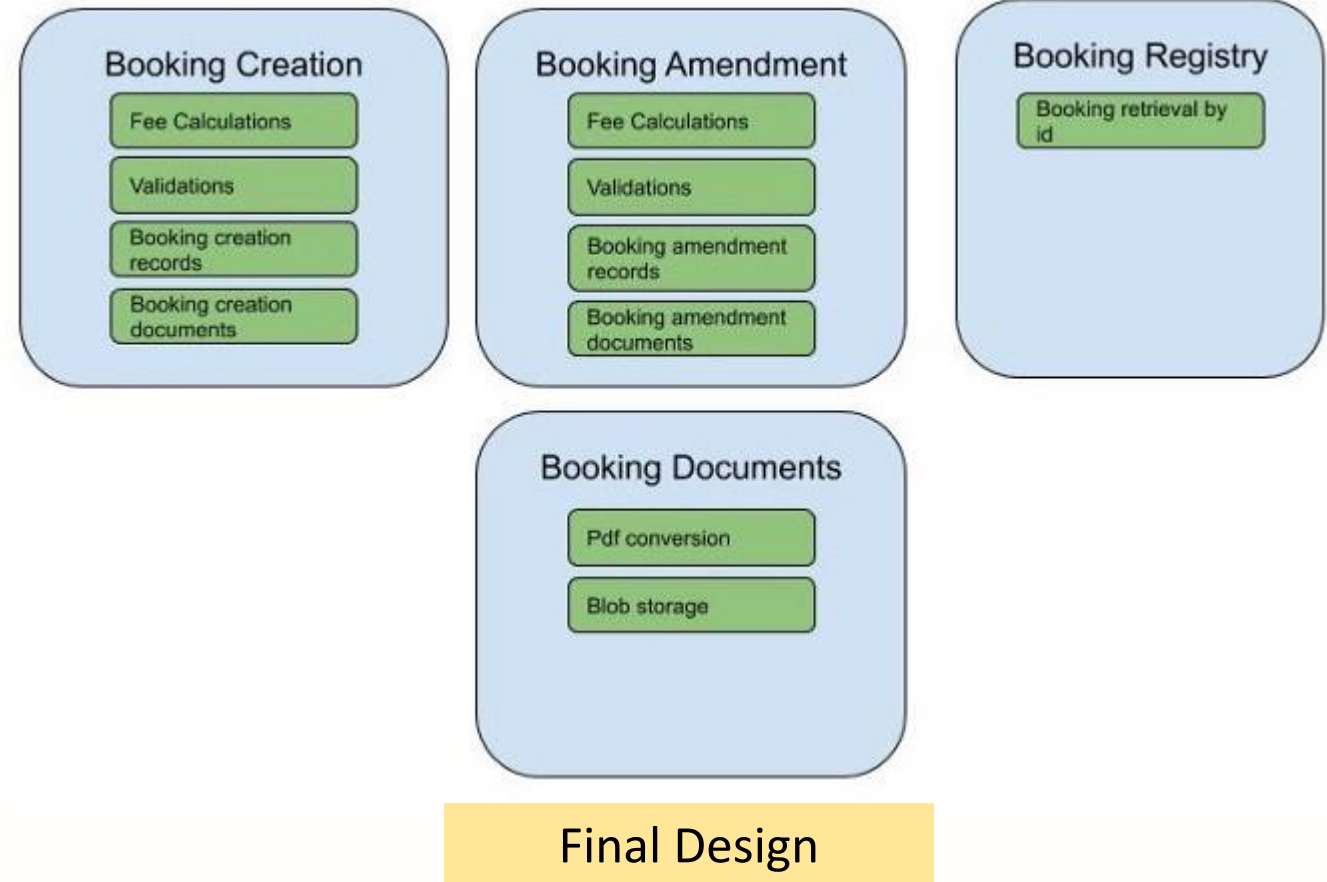 Booking Creation
Fee Calculations
Validations
Booking creation
records
Booking creation
documents
Booking Amendment
Fee Calculations
Validations
Booking amendment
records
Booking amendment
documents
Booking Registry
Booking retrieval by
id
Booking Documents
Pdf conversion
Blob storage
Final Design